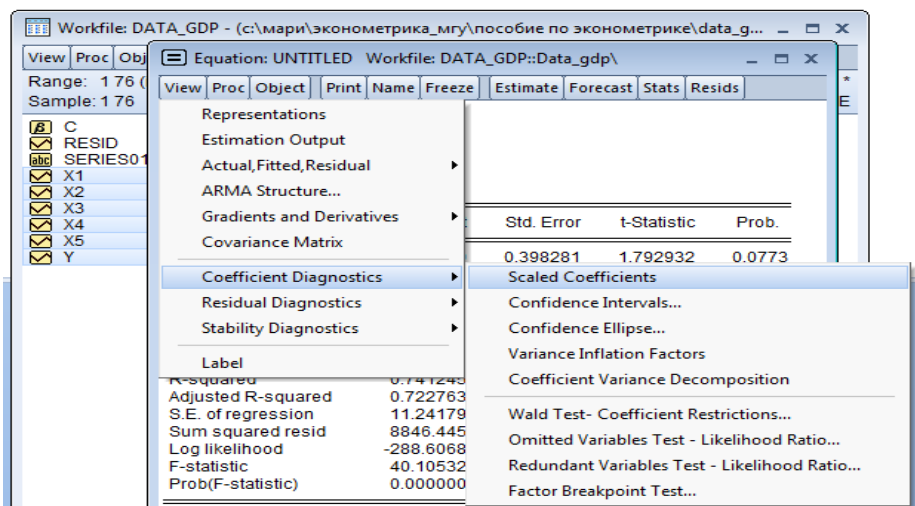 Workfile: DATA_GDP - (c:\мари\эконометрика_мгу\пособие по эконометрике\data_g...
View Proc Obj
Equation: UNTITLED Workfile: DATA_GDP::Data_gdp\
Range: 1 76
Sample: 1 76
View Proc Object Print Name Freeze Estimate Forecast Stats Resids
C
RESID
SERIES01
X1
X2
X3
X4
X5
Y
Representations
Estimation Output
Actual,Fitted,Residual
ARMA Structure...
Gradients and Derivatives
Covariance Matrix
Std. Error t-Statistic Prob.
0.398281 1.792932 0.0773
Coefficient Diagnostics
Residual Diagnostics
Stability Diagnostics
Label
Scaled Coefficients
Confidence Intervals...
Confidence Ellipse...
Variance Inflation Factors
Coefficient Variance Decomposition
Wald Test- Coefficient Restrictions...
Omitted Variables Test - Likelihood Ratio...
Redundant Variables Test - Likelihood Ratio...
Factor Breakpoint Test...
R-squared 0.741245
Adjusted R-squared 0.722763
S.E. of regression 11.24179
Sum squared resid 8846.445
Log likelihood -288.6068
F-statistic 40.10532
Prob(F-statistic) 0.000000